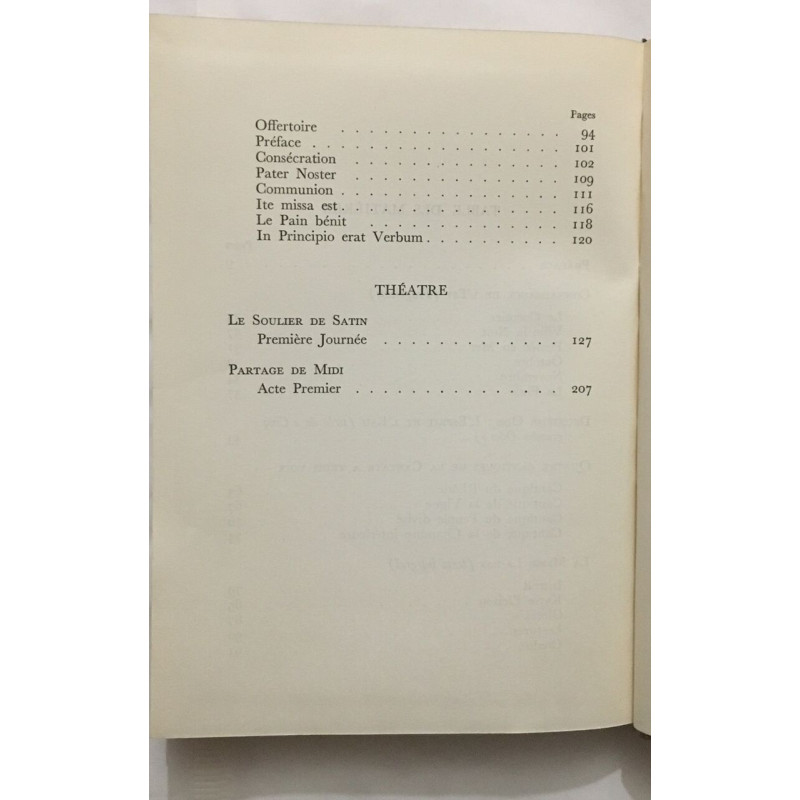 Pages
Offertoire . . . . . . . . . . . . . . . . 94
Préface . . . . . . . . . . . . . . . . . . 101
Consécration . . . . . . . . . . . . . . . 102
Pater Noster . . . . . . . . . . . . . . . 109
Communion . . . . . . . . . . . . . . . . 111
Ite missa est . . . . . . . . . . . . . . . . 116
Le Pain bénit . . . . . . . . . . . . . . 118
In Principio erat Verbum . . . . . . . . . . 120
THÉATRE
Le Soulier de Satin
Première Journée . . . . . . . . . . . . . 127
Partage de Midi
Acte Premier . . . . . . . . . . . . . . . 207